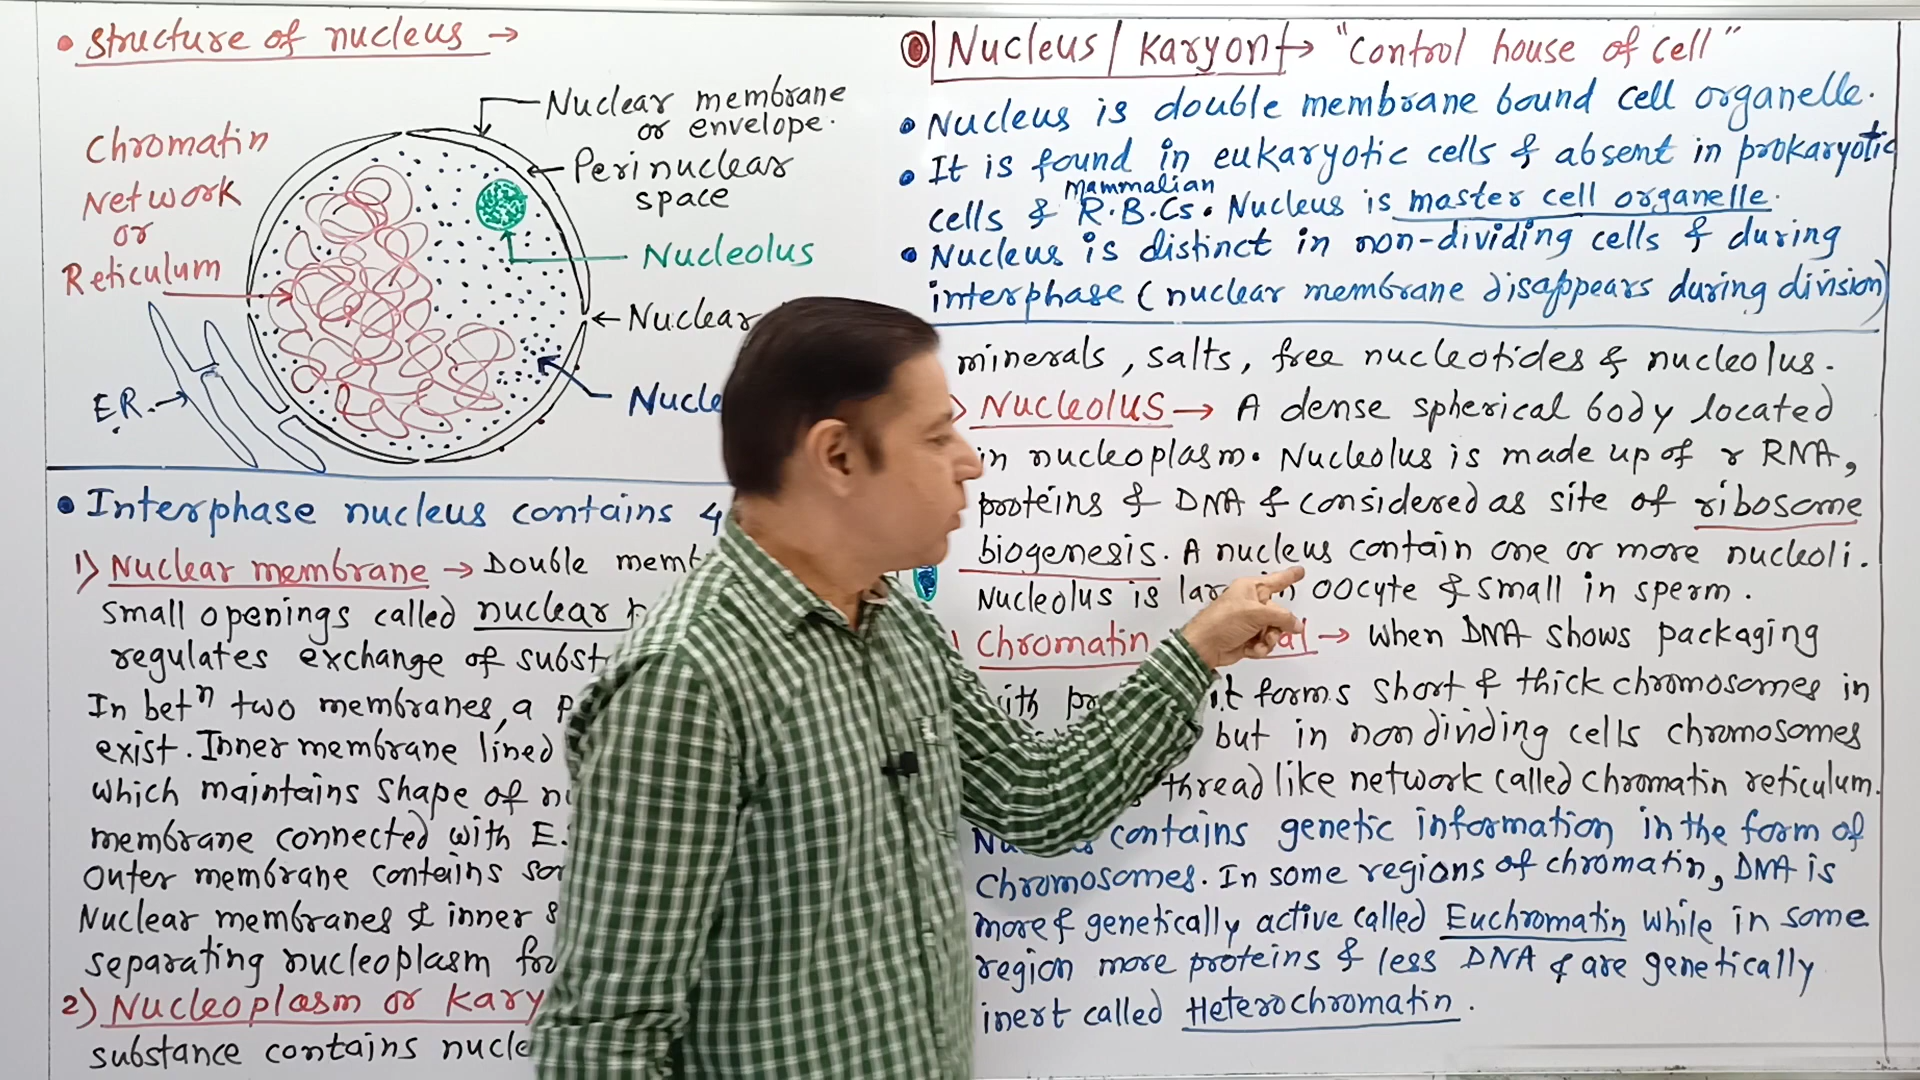 • Structure of nucleus →
Nuclear membrane
or envelope.
Perinuclear
space
Chromatin
Network
or
Reticulum
Nucleolus
Nuclear
Nucle
E.R.
• Interphase nucleus contains 4
1) Nuclear membrane → Double memb
small openings called nuclear
regulates exchange of subst
In betⁿ two membranes, a p
exist. Inner membrane lined
which maintains shape of n
membrane connected with E.
outer membrane contains
Nuclear membranes & inner
separating nucleoplasm
2) Nucleoplasm or kary
substance contains nucle
Nucleus / Karyon → "Control house of cell"
• Nucleus is double membrane bound cell organelle.
• It is found in eukaryotic cells & absent in prokaryotic
mammalian
cells & R.B.Cs. Nucleus is master cell organelle.
• Nucleus is distinct in non-dividing cells & during
interphase (nuclear membrane disappears during division)
minerals, salts, free nucleotides & nucleolus.
) Nucleolus → A dense spherical body located
in nucleoplasm. Nucleolus is made up of r RNA,
proteins & DNA & considered as site of ribosome
biogenesis. A nucleus contain one or more nucleoli.
Nucleolus is in oocyte & small in sperm.
) Chromatin → When DNA shows packaging
it forms short & thick chromosomes in
but in nondividing cells chromosomes
thread like network called chromatin reticulum.
contains genetic information in the form of
chromosomes. In some regions of chromatin, DNA is
more & genetically active called Euchromatin while in some
region more proteins & less DNA & are genetically
inert called Heterochromatin.